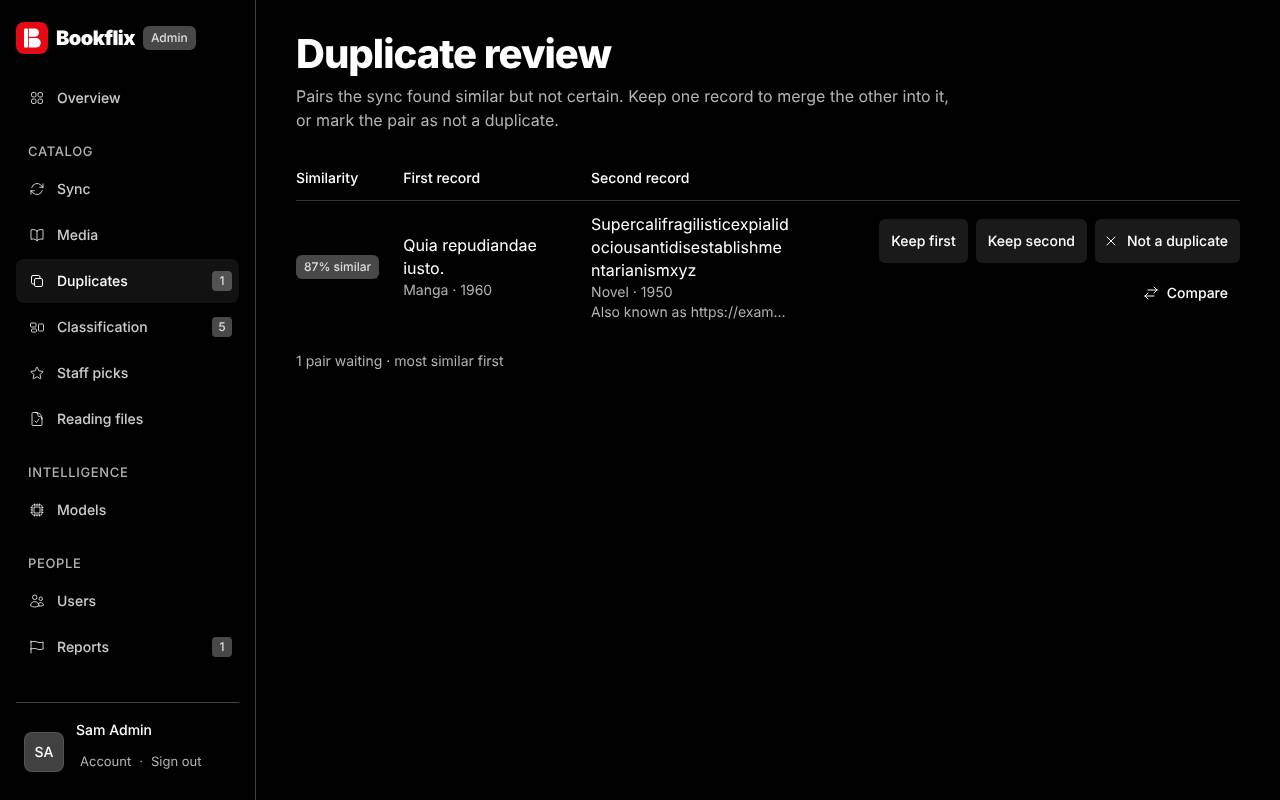 Bookflix Admin
Overview
CATALOG
Sync
Media
Duplicates 1
Classification 5
Staff picks
Reading files
INTELLIGENCE
Models
PEOPLE
Users
Reports 1
SA
Sam Admin
Account · Sign out
Duplicate review
Pairs the sync found similar but not certain. Keep one record to merge the other into it,
or mark the pair as not a duplicate.
Similarity First record Second record
87% similar
Quia repudiandae
iusto.
Manga · 1960
Supercalifragilisticexpialid
ociousantidisestablishme
ntarianismxyz
Novel · 1950
Also known as https://exam…
Keep first Keep second Not a duplicate
Compare
1 pair waiting · most similar first